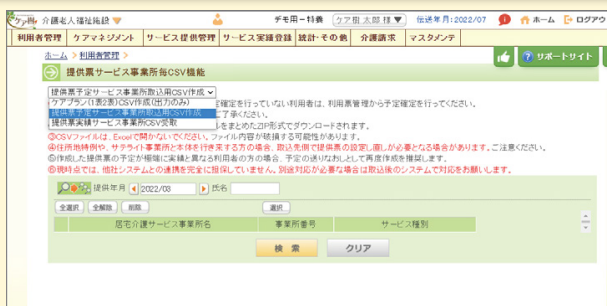 ケア樹 介護老人福祉施設 デモ用－特養 ケア樹 太郎 様▼ 伝送年月:2022/07 ホーム ログアウ
利用者管理 ケアマネジメント サービス提供管理 サービス実績登録 統計・その他 介護請求 マスタメンテ
ホーム > 利用者管理 >
サポートサイト
提供票サービス事業所毎CSV機能
提供票予定サービス事業所取込用CSV作成
ケアプラン(1表2表)CSV作成(出力のみ)
定確定を行っていない利用者は、利用票管理から予定確定を行ってください。
提供票予定サービス事業所取込用CSV作成
ご了承ください。
提供票実績サービス事業所CSV受取
ルをまとめたZIP形式でダウンロードされます。
③CSVファイルは、Excelで開かないでください。ファイル内容が破損する可能性があります。
④住所地特例や、サテライト事業所と本体を行き来する方の場合、取込先側で提供票の設定し直しが必要となる場合があります。ご注意ください。
⑤作成した提供票の予定が極端に実績と異なる利用者の方の場合、予定の送りなおしとして再度作成を推奨します。
⑥現時点では、他社システムとの連携を完全に担保していません。別途対応が必要な場合は取込後のシステムで対応をお願いします。
提供年月 2022/03 氏名
全選択 全解除 削除 選択
居宅介護サービス事業所名 事業所番号 サービス種別
検 索 クリア